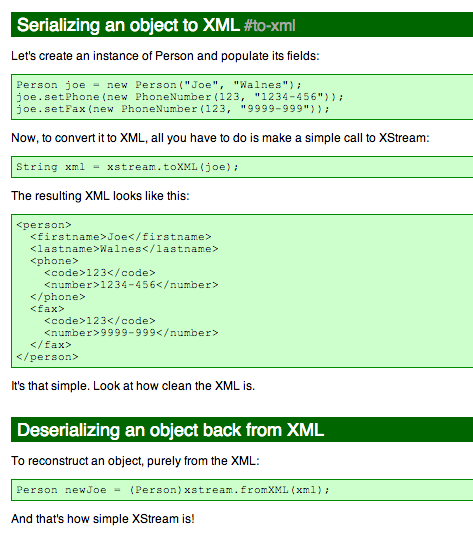 Serializing an object to XML #to-xml
Let's create an instance of Person and populate its fields:
Person joe = new Person("Joe", "Walnes");
joe.setPhone(new PhoneNumber(123, "1234-456"));
joe.setFax(new PhoneNumber(123, "9999-999"));
Now, to convert it to XML, all you have to do is make a simple call to XStream:
String xml = xstream.toXML(joe);
The resulting XML looks like this:
<person>
  <firstname>Joe</firstname>
  <lastname>Walnes</lastname>
  <phone>
    <code>123</code>
    <number>1234-456</number>
  </phone>
  <fax>
    <code>123</code>
    <number>9999-999</number>
  </fax>
</person>
It's that simple. Look at how clean the XML is.
Deserializing an object back from XML
To reconstruct an object, purely from the XML:
Person newJoe = (Person)xstream.fromXML(xml);
And that's how simple XStream is!